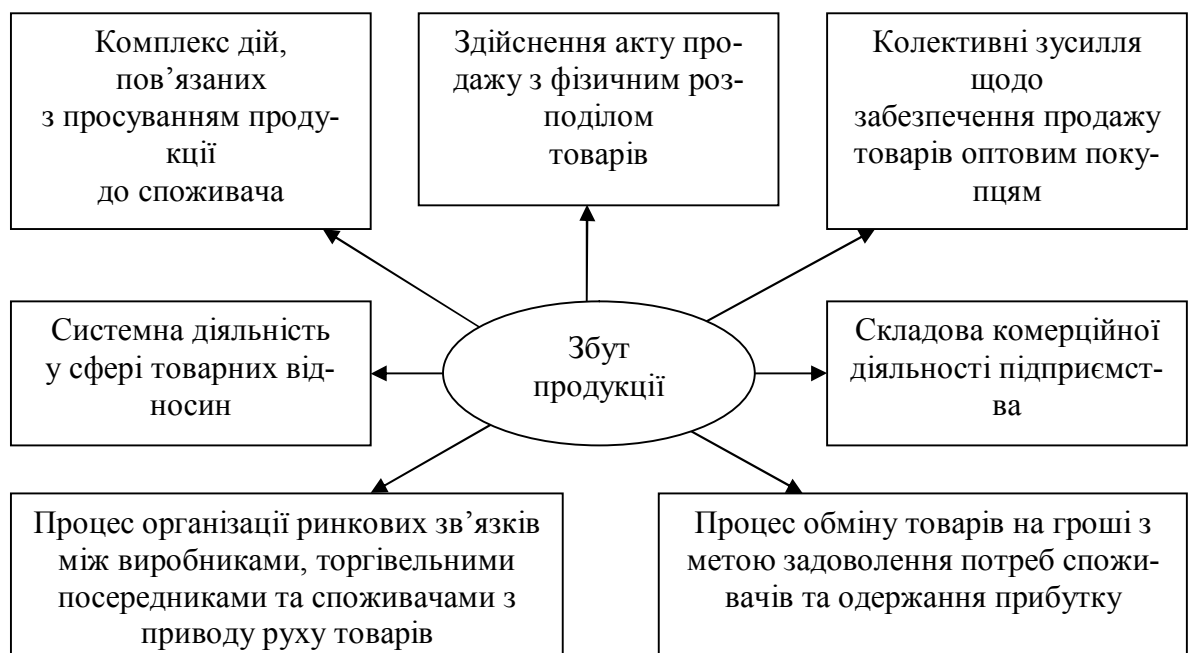 Комплекс дій,
пов’язаних
з просуванням проду-
кції
до споживача
Здійснення акту про-
дажу з фізичним роз-
поділом
товарів
Колективні зусилля
щодо
забезпечення продажу
товарів оптовим поку-
пцям
Системна діяльність
у сфері товарних від-
носин
Збут
продукції
Складова комерційної
діяльності підприємст-
ва
Процес організації ринкових зв’язків
між виробниками, торгівельними
посередниками та споживачами з
приводу руху товарів
Процес обміну товарів на гроші з
метою задоволення потреб спожи-
вачів та одержання прибутку